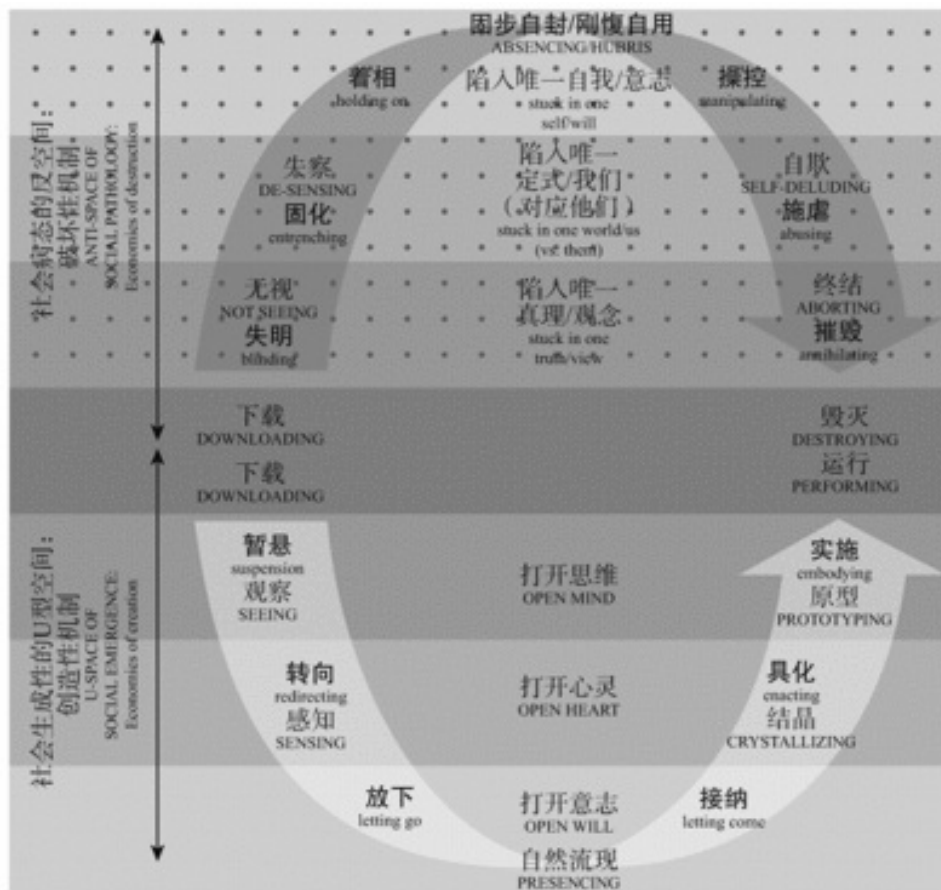 固步自封/刚愎自用
ABSENCING/HUBRIS
着相
holding on
陷入唯一自我/意志
stuck in one
self/will
操控
manipulating
失察
DE-SENSING
固化
entrenching
陷入唯一
定式/我们
（对应他们）
stuck in one world/us
(vs. them)
自欺
SELF-DELUDING
施虐
abusing
无视
NOT SEEING
失明
blinding
陷入唯一
真理/观念
stuck in one
truth/view
终结
ABORTING
摧毁
annihilating
社会病态的反空间：
破坏性机制
ANTI-SPACE OF
SOCIAL PATHOLOOPY:
Economics of destruction
下载
DOWNLOADING
毁灭
DESTROYING
下载
DOWNLOADING
运行
PERFORMING
暂悬
suspension
观察
SEEING
打开思维
OPEN MIND
实施
embodying
原型
PROTOTYPING
转向
redirecting
感知
SENSING
打开心灵
OPEN HEART
具化
enacting
结晶
CRYSTALLIZING
放下
letting go
打开意志
OPEN WILL
接纳
letting come
自然流现
PRESENCING
社会生成性的U型空间：
创造性机制
U-SPACE OF
SOCIAL EMERGENCE:
Economics of creation